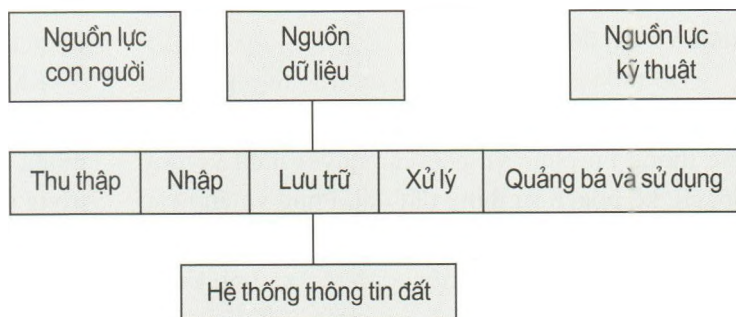 Nguồn lực
con người
Nguồn
dữ liệu
Nguồn lực
kỹ thuật
Thu thập
Nhập
Lưu trữ
Xử lý
Quảng bá và sử dụng
Hệ thống thông tin đất